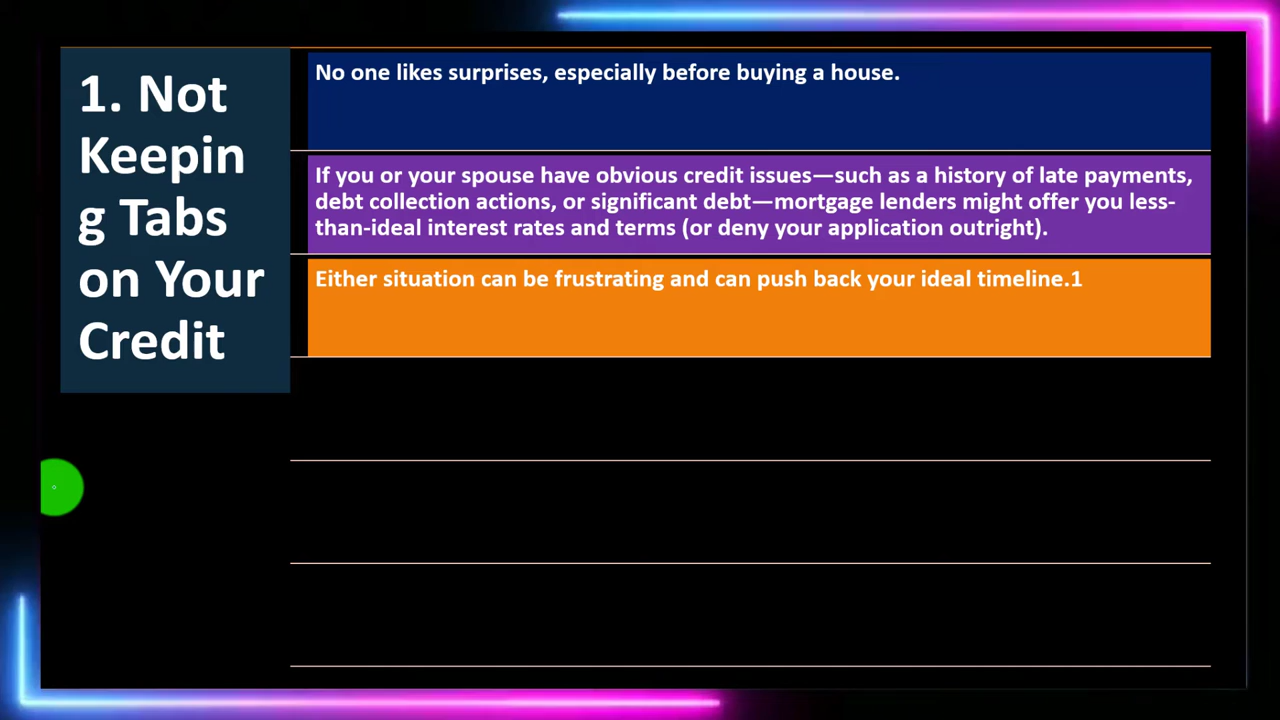 1. Not
Keepin
g Tabs
on Your
Credit
No one likes surprises, especially before buying a house.
If you or your spouse have obvious credit issues—such as a history of late payments,
debt collection actions, or significant debt—mortgage lenders might offer you less-
than-ideal interest rates and terms (or deny your application outright).
Either situation can be frustrating and can push back your ideal timeline.1